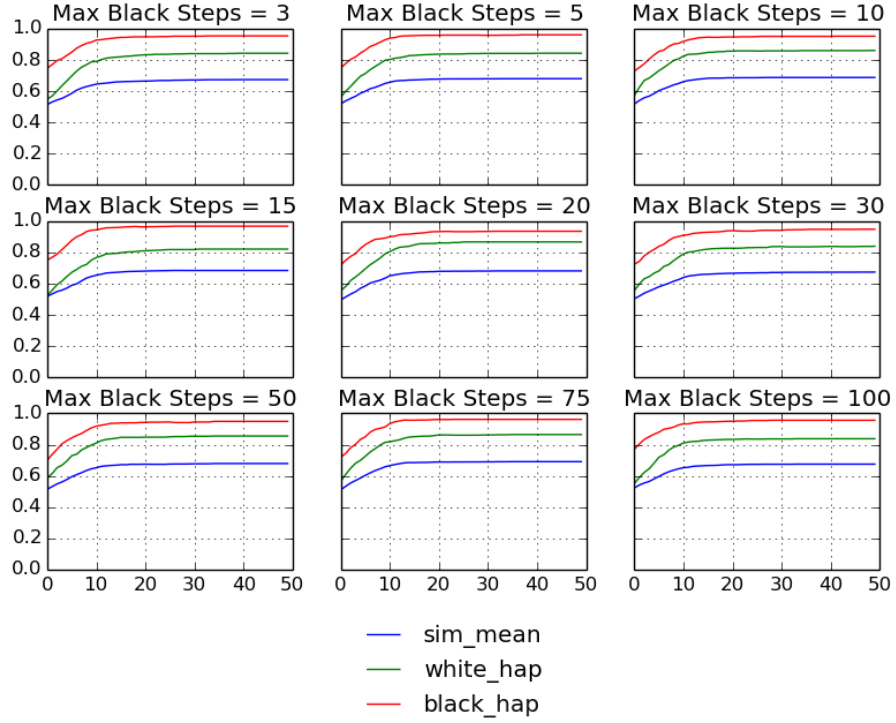 Max Black Steps = 3 Max Black Steps = 5 Max Black Steps = 10
1.0
0.8
0.6
0.4
0.2
0.0
Max Black Steps = 15 Max Black Steps = 20 Max Black Steps = 30
1.0
0.8
0.6
0.4
0.2
0.0
Max Black Steps = 50 Max Black Steps = 75 Max Black Steps = 100
1.0
0.8
0.6
0.4
0.2
0.0
0 10 20 30 40 50 0 10 20 30 40 50 0 10 20 30 40 50
sim_mean
white_hap
black_hap